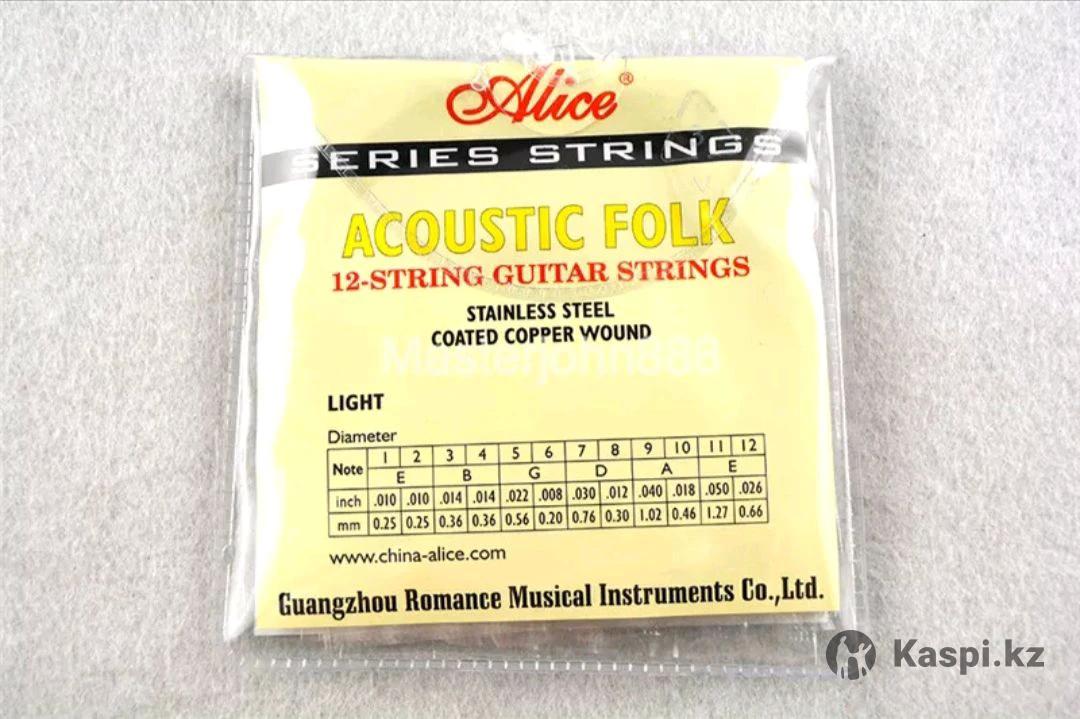 Alice®
SERIES STRINGS
ACOUSTIC FOLK
12-STRING GUITAR STRINGS
STAINLESS STEEL
COATED COPPER WOUND
Masterjohn888
LIGHT
Diameter
Note 1 2 3 4 5 6 7 8 9 10 11 12
E B G D A E
inch .010 .010 .014 .014 .022 .008 .030 .012 .040 .018 .050 .026
mm 0.25 0.25 0.36 0.36 0.56 0.20 0.76 0.30 1.02 0.46 1.27 0.66
www.china-alice.com
Guangzhou Romance Musical Instruments Co.,Ltd.
Kaspi.kz